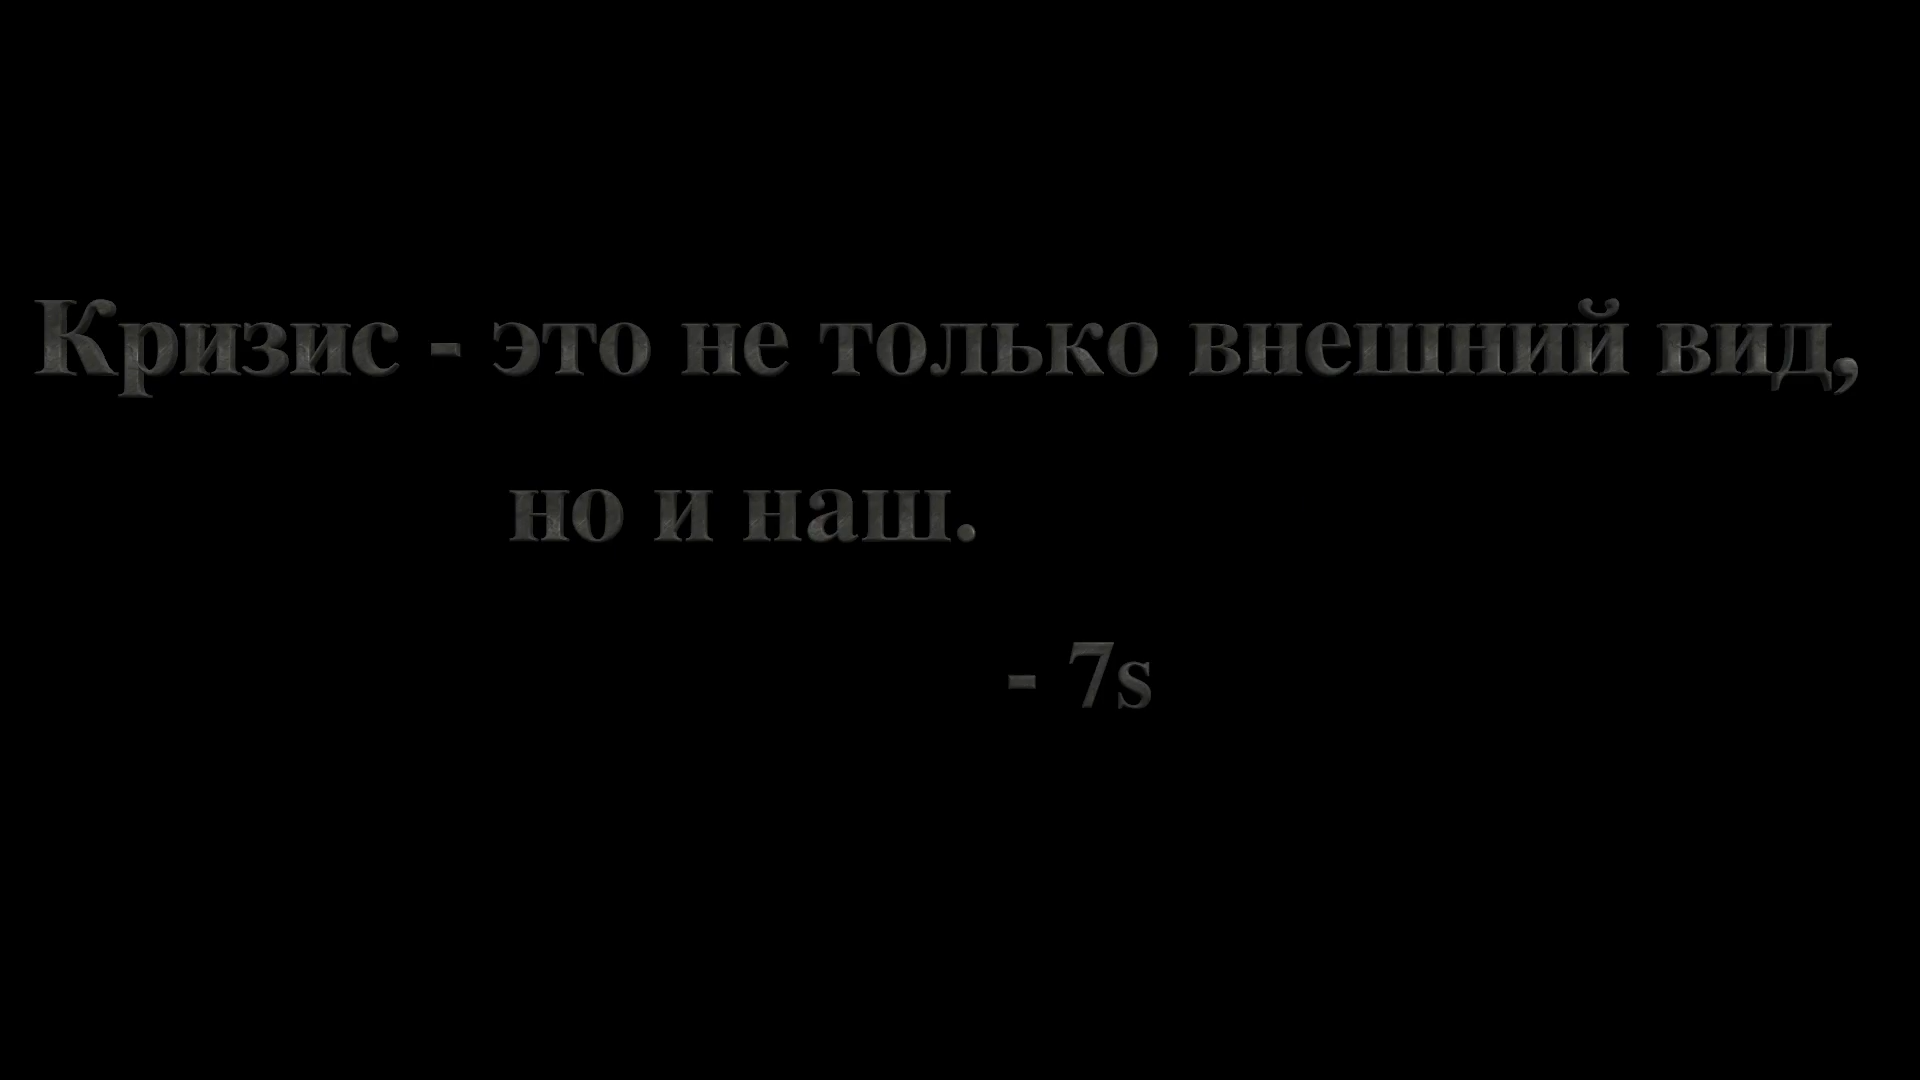 Кризис - это не только внешний вид,
но и наш.
- 7s